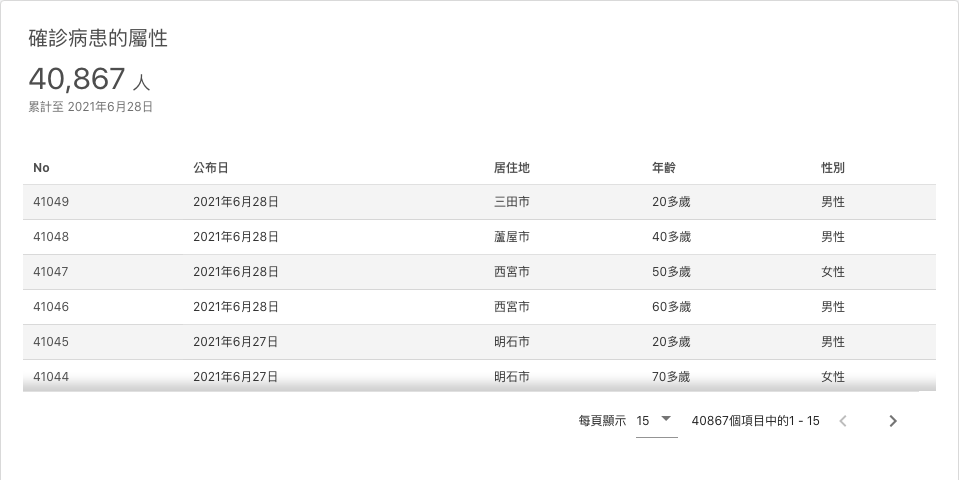 確診病患的屬性
40,867 人
累計至 2021年6月28日
No 公布日 居住地 年齡 性別
41049 2021年6月28日 三田市 20多歲 男性
41048 2021年6月28日 蘆屋市 40多歲 男性
41047 2021年6月28日 西宮市 50多歲 女性
41046 2021年6月28日 西宮市 60多歲 男性
41045 2021年6月27日 明石市 20多歲 男性
41044 2021年6月27日 明石市 70多歲 女性
每頁顯示 15 40867個項目中的1 - 15